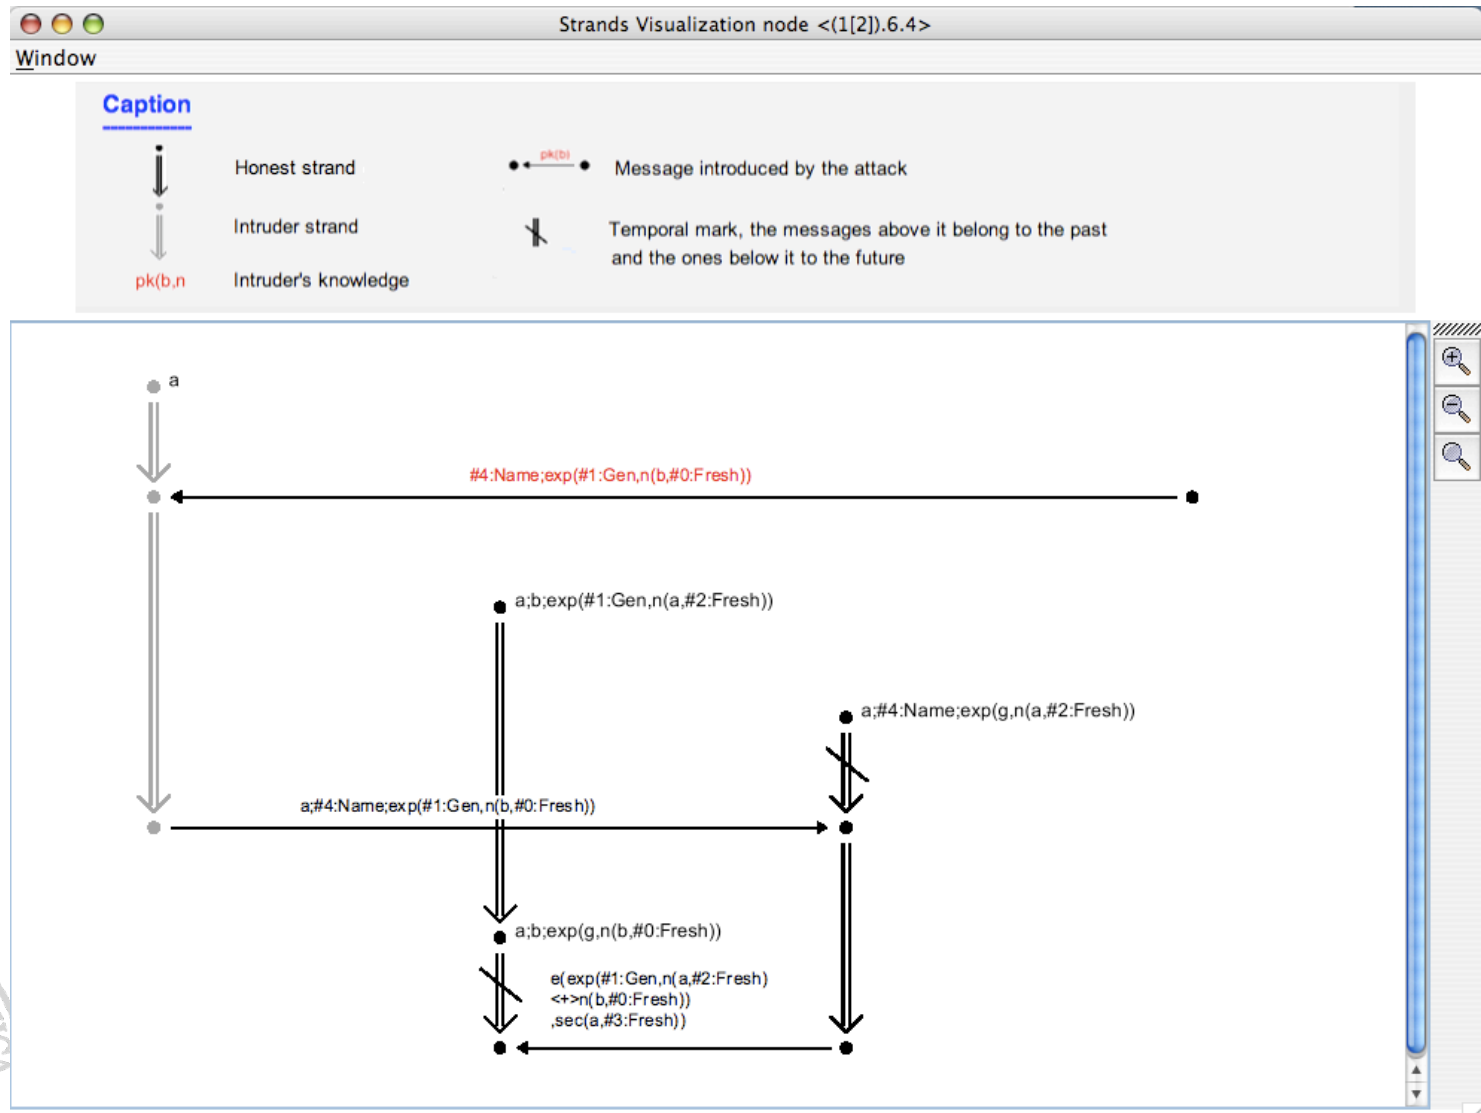 Strands Visualization node <(1[2]).6.4>
Window
Caption
Honest strand
pk(b)
Message introduced by the attack
Intruder strand
Temporal mark, the messages above it belong to the past
and the ones below it to the future
pk(b,n
Intruder's knowledge
a
#4:Name;exp(#1:Gen,n(b,#0:Fresh))
a;b;exp(#1:Gen,n(a,#2:Fresh))
a;#4:Name;exp(g,n(a,#2:Fresh))
a;#4:Name;exp(#1:Gen,n(b,#0:Fresh))
a;b;exp(g,n(b,#0:Fresh))
e(exp(#1:Gen,n(a,#2:Fresh)
<+>n(b,#0:Fresh))
,sec(a,#3:Fresh))